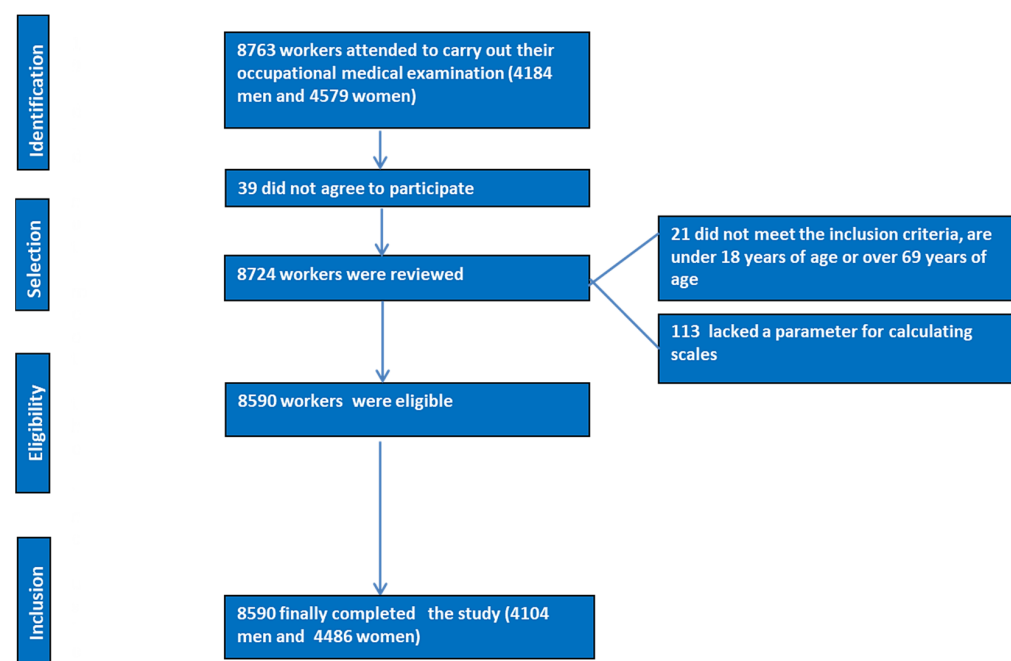 Identification
8763 workers attended to carry out their
occupational medical examination (4184
men and 4579 women)
39 did not agree to participate
Selection
8724 workers were reviewed
21 did not meet the inclusion criteria, are
under 18 years of age or over 69 years of
age
113 lacked a parameter for calculating
scales
Eligibility
8590 workers were eligible
Inclusion
8590 finally completed the study (4104
men and 4486 women)